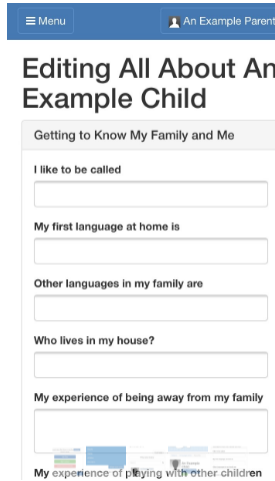 Menu
An Example Parent
Editing All About An
Example Child
Getting to Know My Family and Me
I like to be called
My first language at home is
Other languages in my family are
Who lives in my house?
My experience of being away from my family
My experience of playing with other children